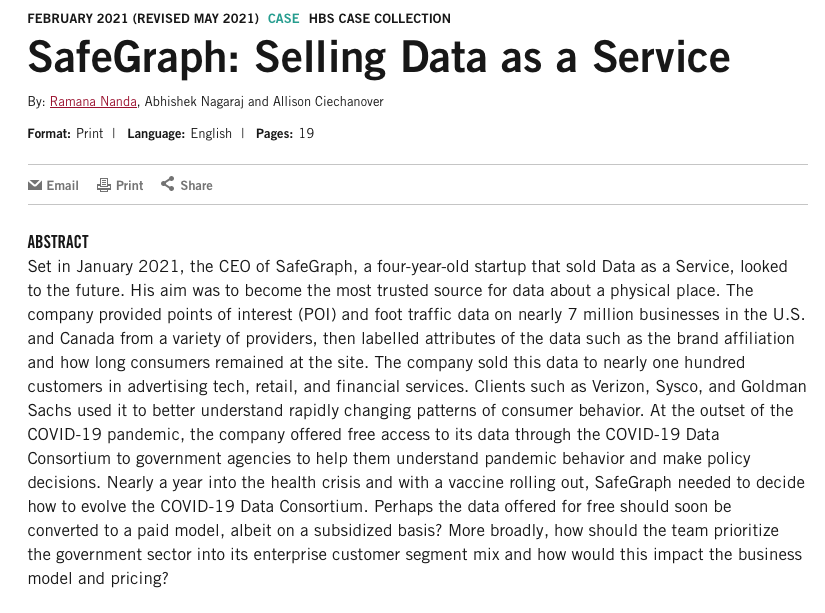 FEBRUARY 2021 (REVISED MAY 2021) CASE HBS CASE COLLECTION
SafeGraph: Selling Data as a Service
By: Ramana Nanda, Abhishek Nagaraj and Allison Ciechanover
Format: Print | Language: English | Pages: 19
Email Print Share
ABSTRACT
Set in January 2021, the CEO of SafeGraph, a four-year-old startup that sold Data as a Service, looked
to the future. His aim was to become the most trusted source for data about a physical place. The
company provided points of interest (POI) and foot traffic data on nearly 7 million businesses in the U.S.
and Canada from a variety of providers, then labelled attributes of the data such as the brand affiliation
and how long consumers remained at the site. The company sold this data to nearly one hundred
customers in advertising tech, retail, and financial services. Clients such as Verizon, Sysco, and Goldman
Sachs used it to better understand rapidly changing patterns of consumer behavior. At the outset of the
COVID-19 pandemic, the company offered free access to its data through the COVID-19 Data
Consortium to government agencies to help them understand pandemic behavior and make policy
decisions. Nearly a year into the health crisis and with a vaccine rolling out, SafeGraph needed to decide
how to evolve the COVID-19 Data Consortium. Perhaps the data offered for free should soon be
converted to a paid model, albeit on a subsidized basis? More broadly, how should the team prioritize
the government sector into its enterprise customer segment mix and how would this impact the business
model and pricing?